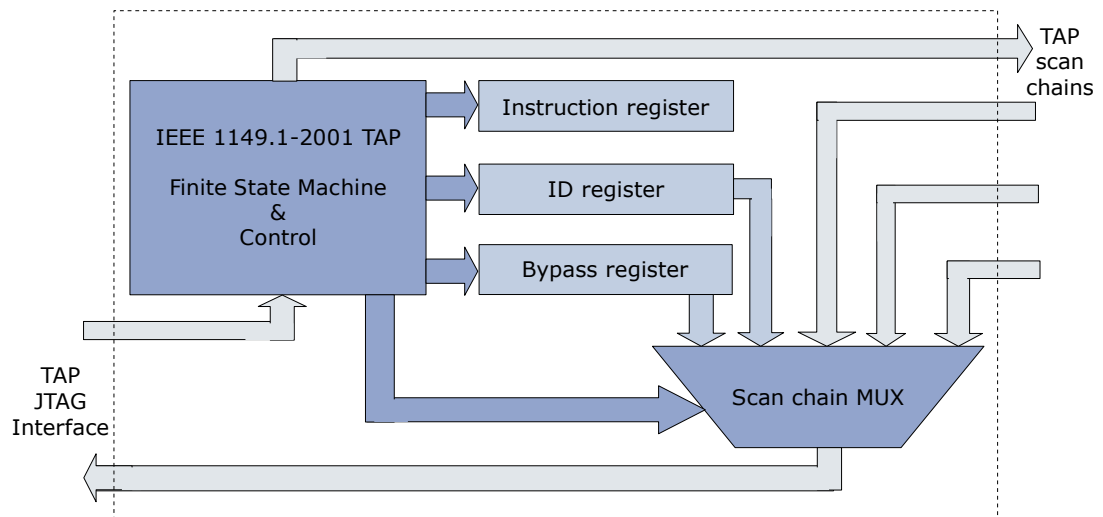 TAP
scan
chains
IEEE 1149.1-2001 TAP
Finite State Machine
&
Control
Instruction register
ID register
Bypass register
TAP
JTAG
Interface
Scan chain MUX